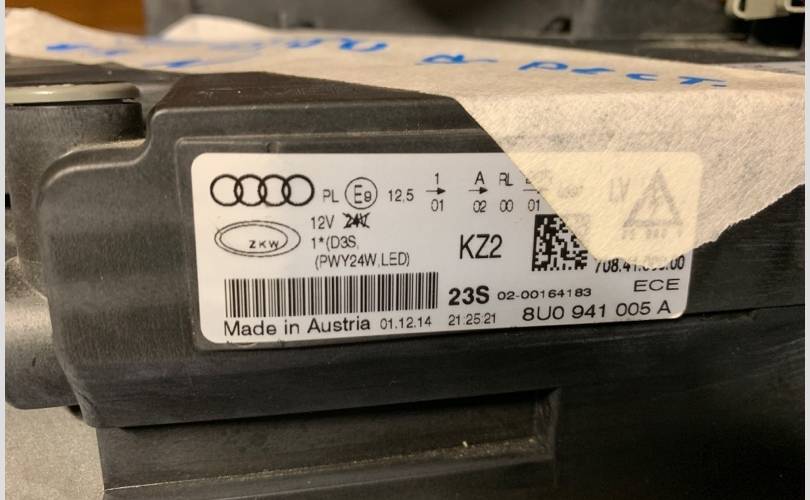 PL E9 12,5 1 01 A 02 RL 00 01 LV
12V 24V
ZKW
1*(D3S,
(PWY24W,LED)
KZ2
ECE
23S 02-00164183
Made in Austria 01.12.14 21:25:21 8U0 941 005 A